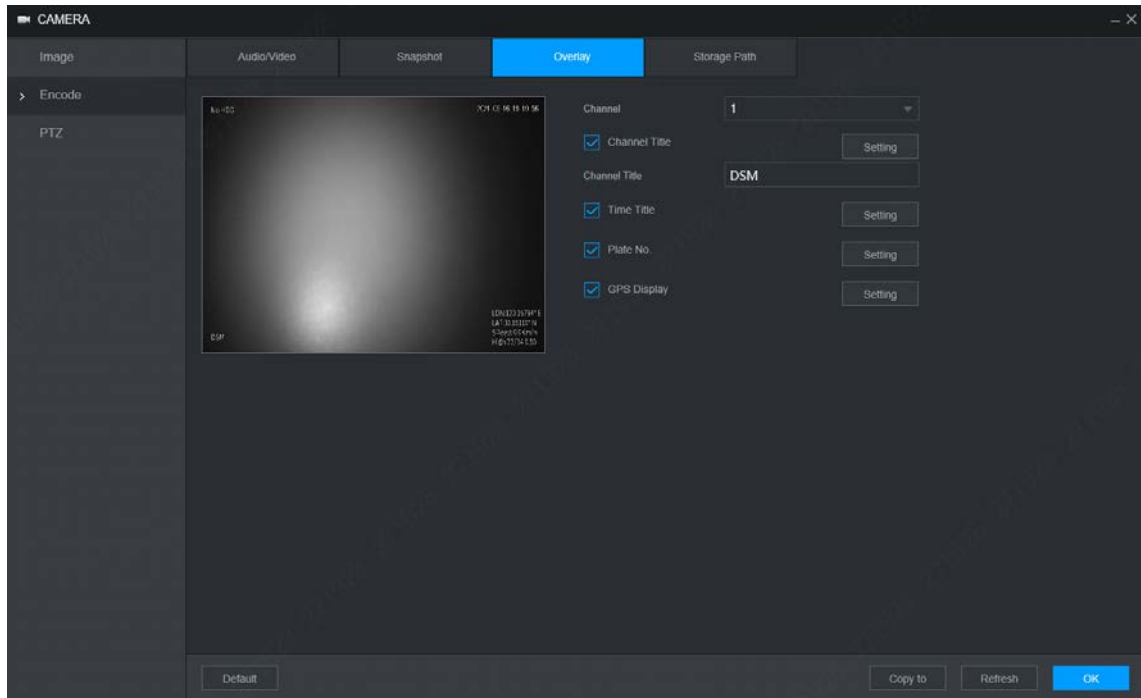 CAMERA
Image
Encode
PTZ
Audio/Video
Snapshot
Overlay
Storage Path
DSM
Channel
1
Channel Title
Setting
Channel Title
DSM
Time Title
Setting
Plate No.
Setting
GPS Display
Setting
Default
Copy to
Refresh
OK